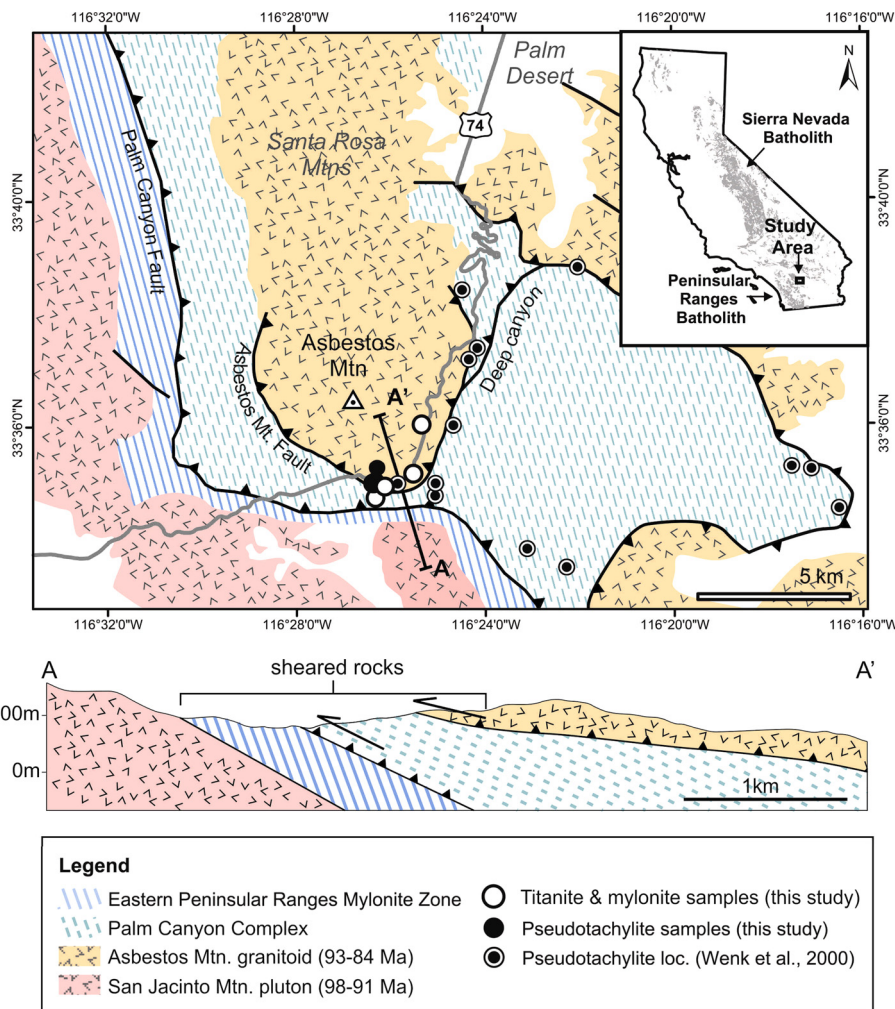 116°32'0"W
116°28'0"W
116°24'0"W
116°20'0"W
116°16'0"W
Palm
Desert
N
74
Sierra Nevada
Batholith
Santa Rosa
Mtns
Palm Canyon Fault
33°40'0"N
33°40'0"N
Study
Area
Peninsular
Ranges
Batholith
Deep canyon
Asbestos
Mtn
Asbestos Mt. Fault
A'
33°36'0"N
33°36'0"N
A
5 km
116°32'0"W
116°28'0"W
116°24'0"W
116°20'0"W
116°16'0"W
A
sheared rocks
A'
00m
0m
1km
Legend
Eastern Peninsular Ranges Mylonite Zone
Palm Canyon Complex
Asbestos Mtn. granitoid (93-84 Ma)
San Jacinto Mtn. pluton (98-91 Ma)
Titanite & mylonite samples (this study)
Pseudotachylite samples (this study)
Pseudotachylite loc. (Wenk et al., 2000)